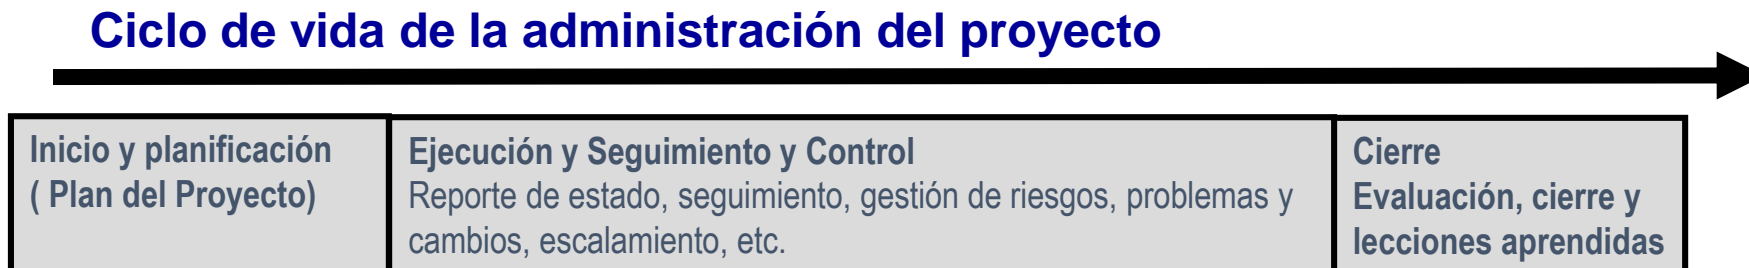 Ciclo de vida de la administración del proyecto
Inicio y planificación
( Plan del Proyecto)
Ejecución y Seguimiento y Control
Reporte de estado, seguimiento, gestión de riesgos, problemas y
cambios, escalamiento, etc.
Cierre
Evaluación, cierre y
lecciones aprendidas